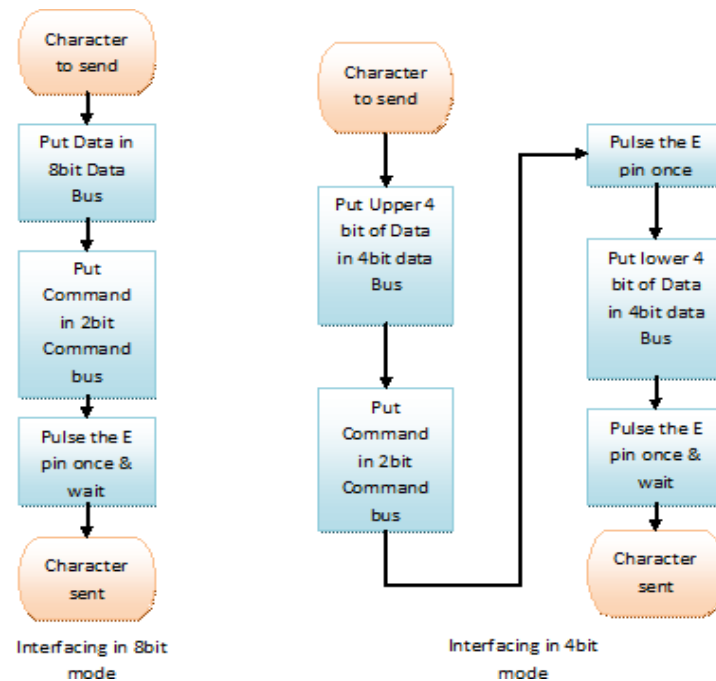 Character
to send
Put Data in
8bit Data
Bus
Put
Command
in 2bit
Command
bus
Pulse the E
pin once &
wait
Character
sent
Interfacing in 8bit
mode
Character
to send
Put Upper 4
bit of Data
in 4bit data
Bus
Put
Command
in 2bit
Command
bus
Pulse the E
pin once
Put lower 4
bit of Data
in 4bit data
Bus
Pulse the E
pin once &
wait
Character
sent
Interfacing in 4bit
mode